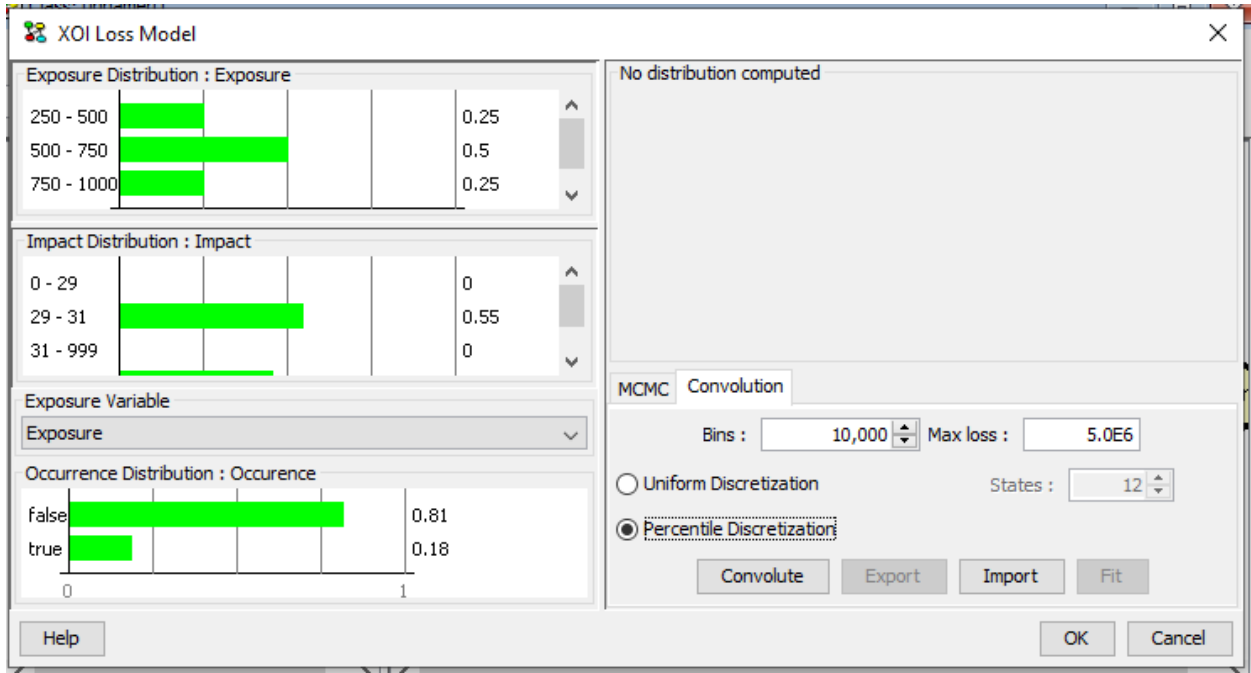 XOI Loss Model
Exposure Distribution : Exposure
250 - 500 0.25
500 - 750 0.5
750 - 1000 0.25
Impact Distribution : Impact
0 - 29 0
29 - 31 0.55
31 - 999 0
Exposure Variable
Exposure
Occurrence Distribution : Occurence
false 0.81
true 0.18
0 1
No distribution computed
MCMC Convolution
Bins : 10,000 Max loss : 5.0E6
Uniform Discretization States : 12
Percentile Discretization
Convolute Export Import Fit
Help OK Cancel